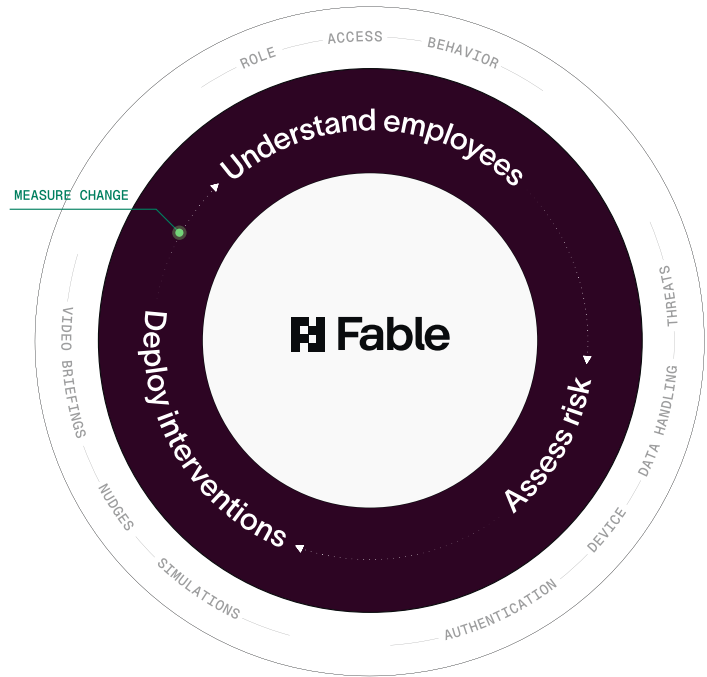 ROLE
ACCESS
BEHAVIOR
Understand employees
MEASURE CHANGE
THREATS
DATA HANDLING
DEVICE
AUTHENTICATION
Assess risk
Fable
Deploy interventions
VIDEO BRIEFINGS
NUDGES
SIMULATIONS